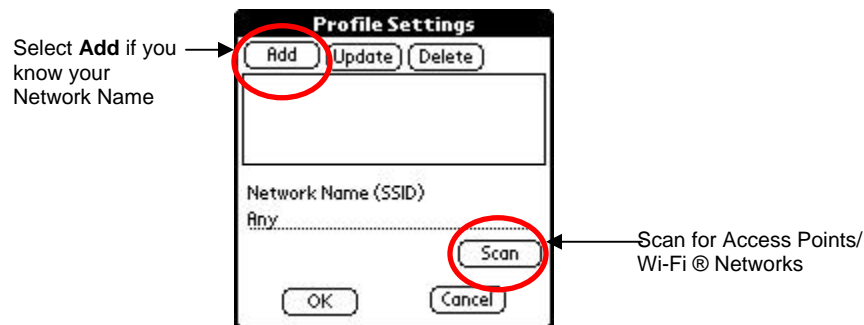 Profile Settings
Select Add if you
know your
Network Name
Add Update Delete
Network Name (SSID)
Any
Scan
Scan for Access Points/
Wi-Fi ® Networks
OK Cancel